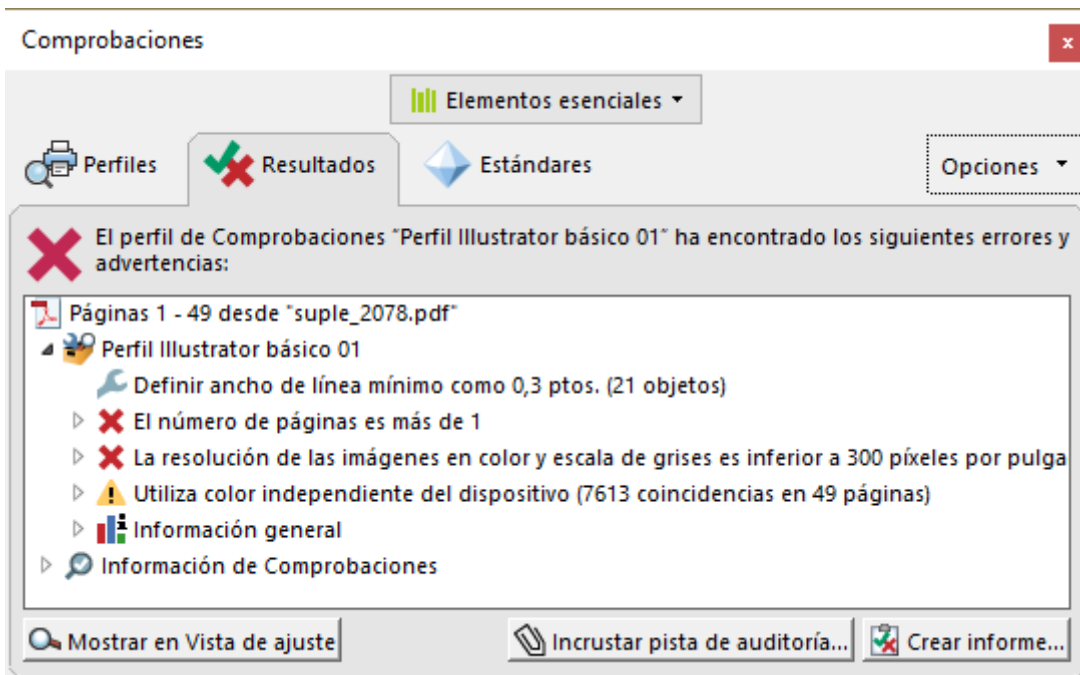 Comprobaciones
x
Elementos esenciales
Perfiles
Resultados
Estándares
Opciones
El perfil de Comprobaciones "Perfil Illustrator básico 01" ha encontrado los siguientes errores y
advertencias:
Páginas 1 - 49 desde "suple_2078.pdf"
Perfil Illustrator básico 01
Definir ancho de línea mínimo como 0,3 ptos. (21 objetos)
El número de páginas es más de 1
La resolución de las imágenes en color y escala de grises es inferior a 300 píxeles por pulga
Utiliza color independiente del dispositivo (7613 coincidencias en 49 páginas)
Información general
Información de Comprobaciones
Mostrar en Vista de ajuste
Incrustar pista de auditoría...
Crear informe...